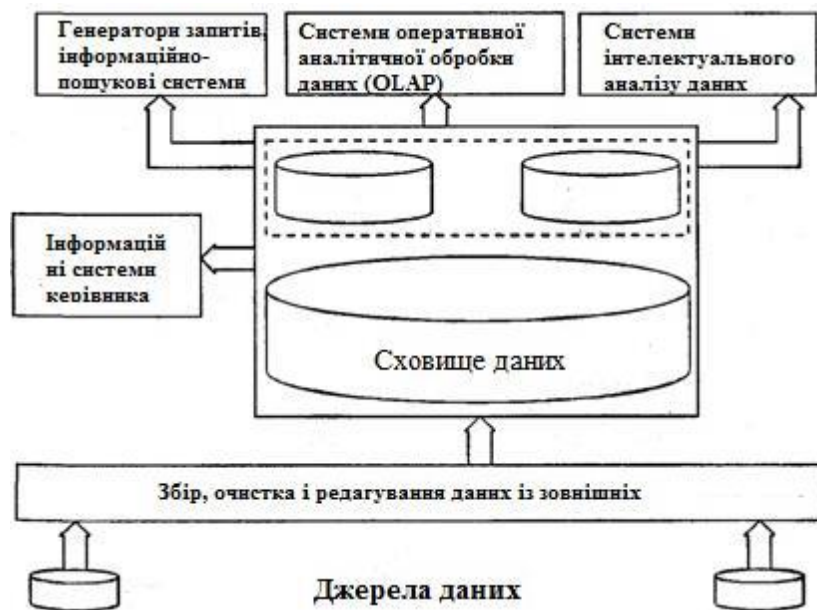 Генератори запитів,
інформаційно-
пошукові системи
Системи оперативної
аналітичної обробки
даних (OLAP)
Системи
інтелектуального
аналізу даних
Інформацій
ні системи
керівника
Сховище даних
Збір, очистка і редагування даних із зовнішніх
Джерела даних